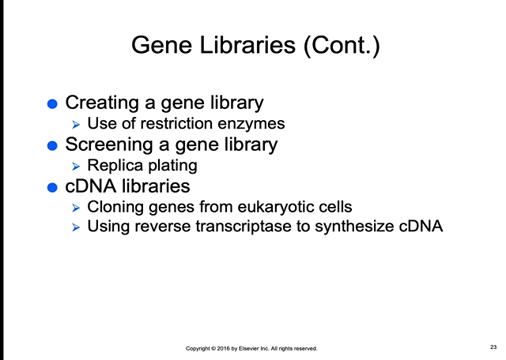 Gene Libraries (Cont.)
Creating a gene library
Use of restriction enzymes
Screening a gene library
Replica plating
cDNA libraries
Cloning genes from eukaryotic cells
Using reverse transcriptase to synthesize cDNA
Copyright © 2016 by Elsevier Inc. All rights reserved.
23